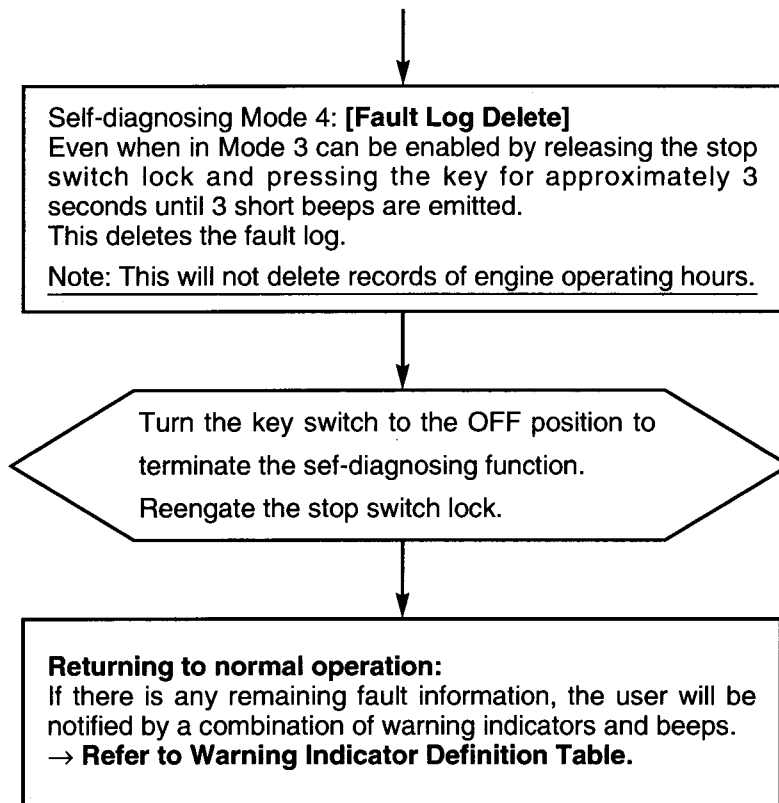 Self-diagnosing Mode 4: [Fault Log Delete]
Even when in Mode 3 can be enabled by releasing the stop
switch lock and pressing the key for approximately 3
seconds until 3 short beeps are emitted.
This deletes the fault log.
Note: This will not delete records of engine operating hours.
Turn the key switch to the OFF position to
terminate the sef-diagnosing function.
Reengate the stop switch lock.
Returning to normal operation:
If there is any remaining fault information, the user will be
notified by a combination of warning indicators and beeps.
→ Refer to Warning Indicator Definition Table.